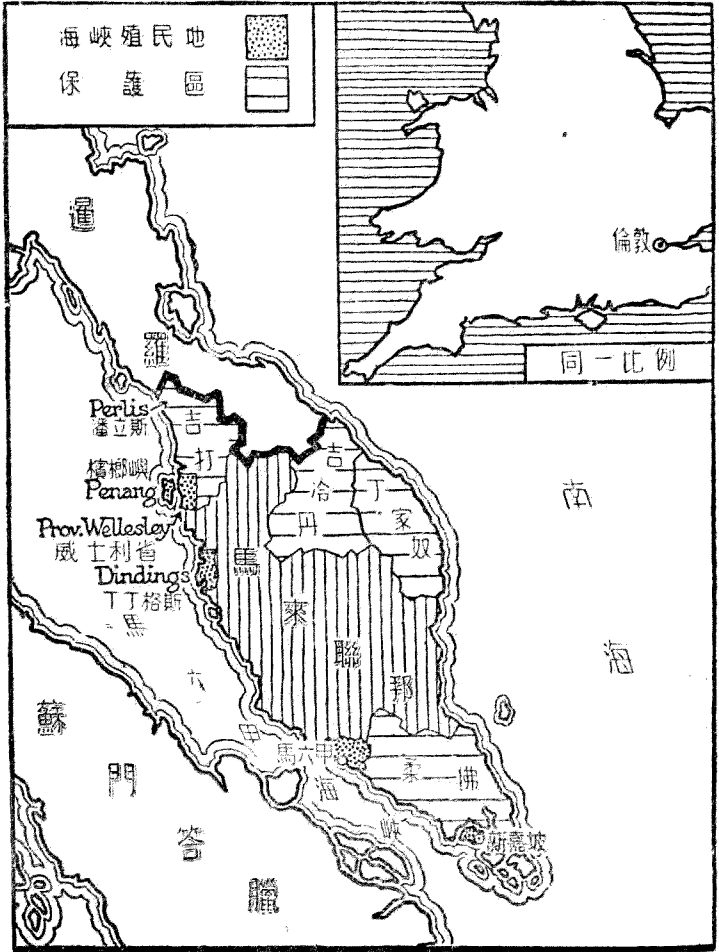 海峽殖民地
保護區
倫敦
同一比例
暹羅
Perlis
潘立斯
吉打
檳榔嶼
Penang
Prov.Wellesley
威士利省
Dindings
丁丁格斯
吉冷丹
丁家奴
馬來聯邦
南海
馬六甲海峽
馬六甲
柔佛
新嘉坡
蘇門答臘